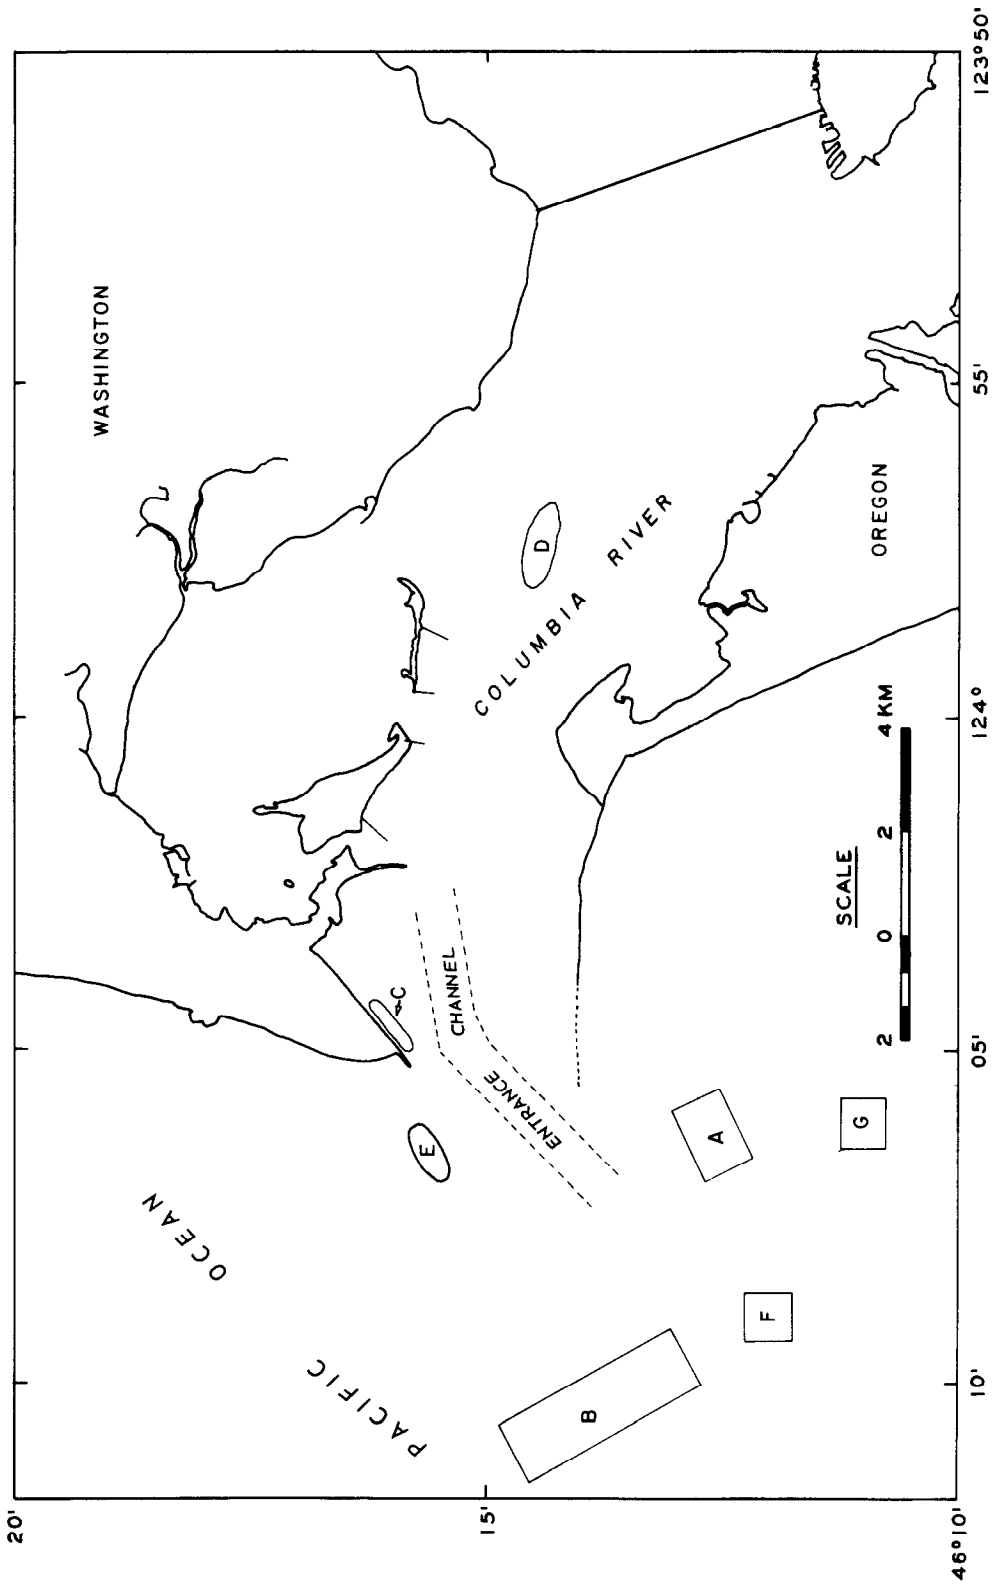 20'
15'
46°10'
WASHINGTON
PACIFIC
OCEAN
COLUMBIA
RIVER
OREGON
ENTRANCE
CHANNEL
A
B
C
D
E
F
G
SCALE
2 0 2 4 KM
10'
05'
124°
55'
123°50'